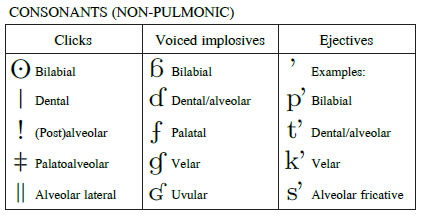 CONSONANTS (NON-PULMONIC)
Clicks Voiced implosives Ejectives
ʘ Bilabial ɓ Bilabial ʼ Examples:
ǀ Dental ɗ Dental/alveolar pʼ Bilabial
ǃ (Post)alveolar ʄ Palatal tʼ Dental/alveolar
ǂ Palatoalveolar ɠ Velar kʼ Velar
ǁ Alveolar lateral ʛ Uvular sʼ Alveolar fricative